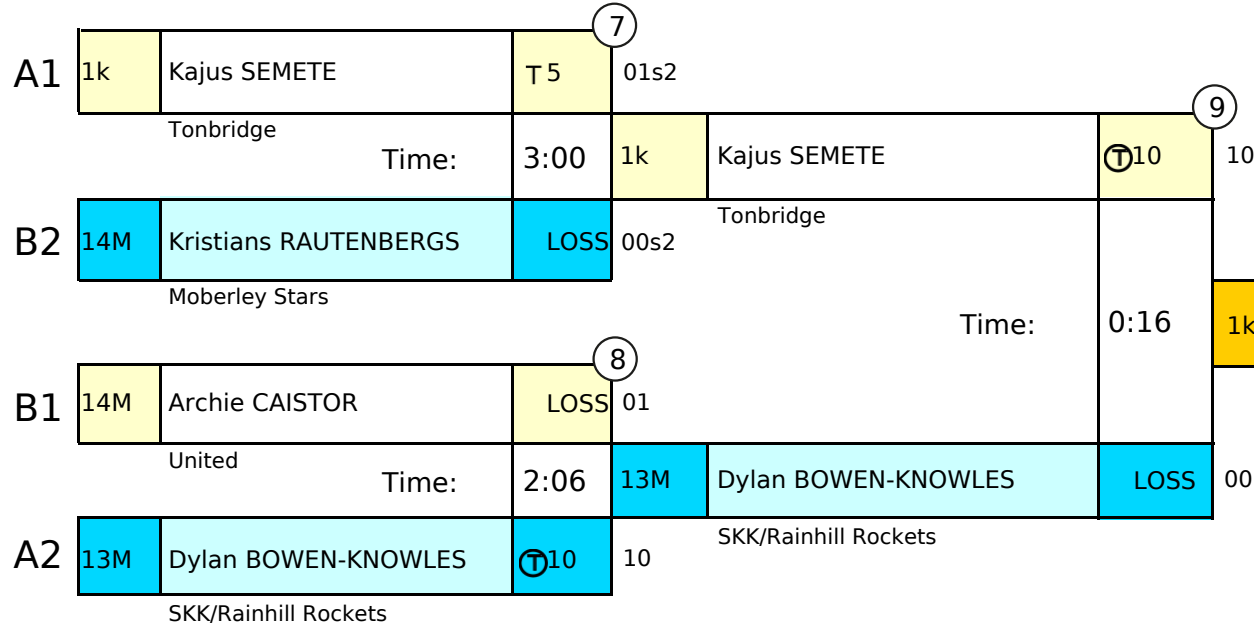 7
A1 1k Kajus SEMETE T 5 01s2
9
Tonbridge
Time: 3:00 1k Kajus SEMETE Ⓣ10 10
Tonbridge
B2 14M Kristians RAUTENBERGS LOSS 00s2
Moberley Stars
Time: 0:16 1k
8
B1 14M Archie CAISTOR LOSS 01
United
Time: 2:06 13M Dylan BOWEN-KNOWLES LOSS 00
SKK/Rainhill Rockets
A2 13M Dylan BOWEN-KNOWLES Ⓣ10 10
SKK/Rainhill Rockets